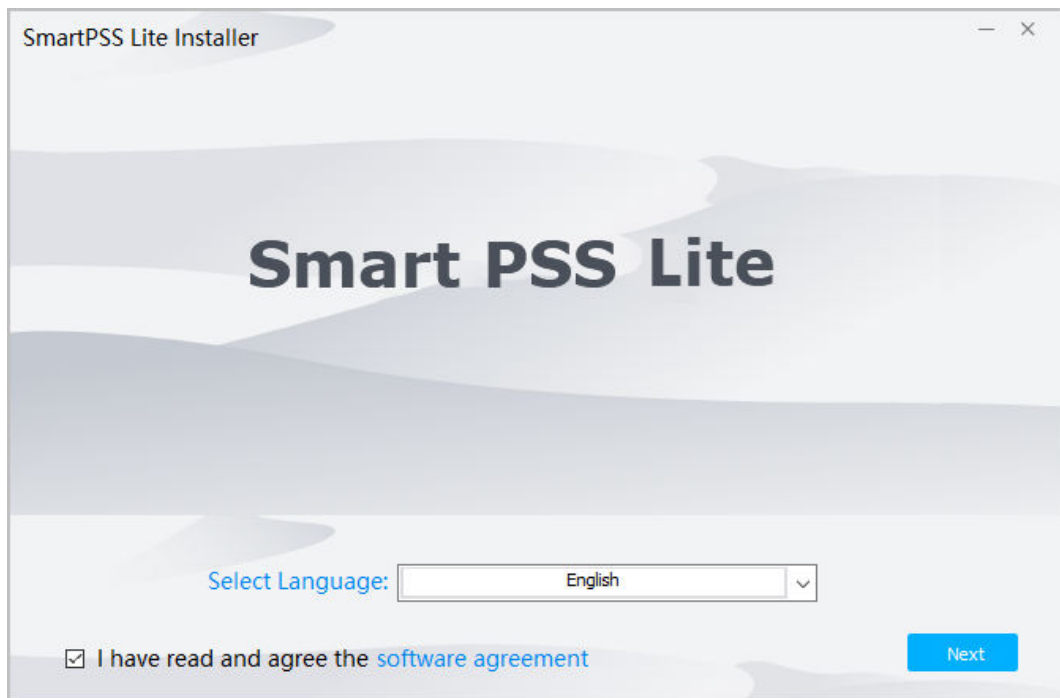 SmartPSS Lite Installer
Smart PSS Lite
Select Language: English
I have read and agree the software agreement
Next